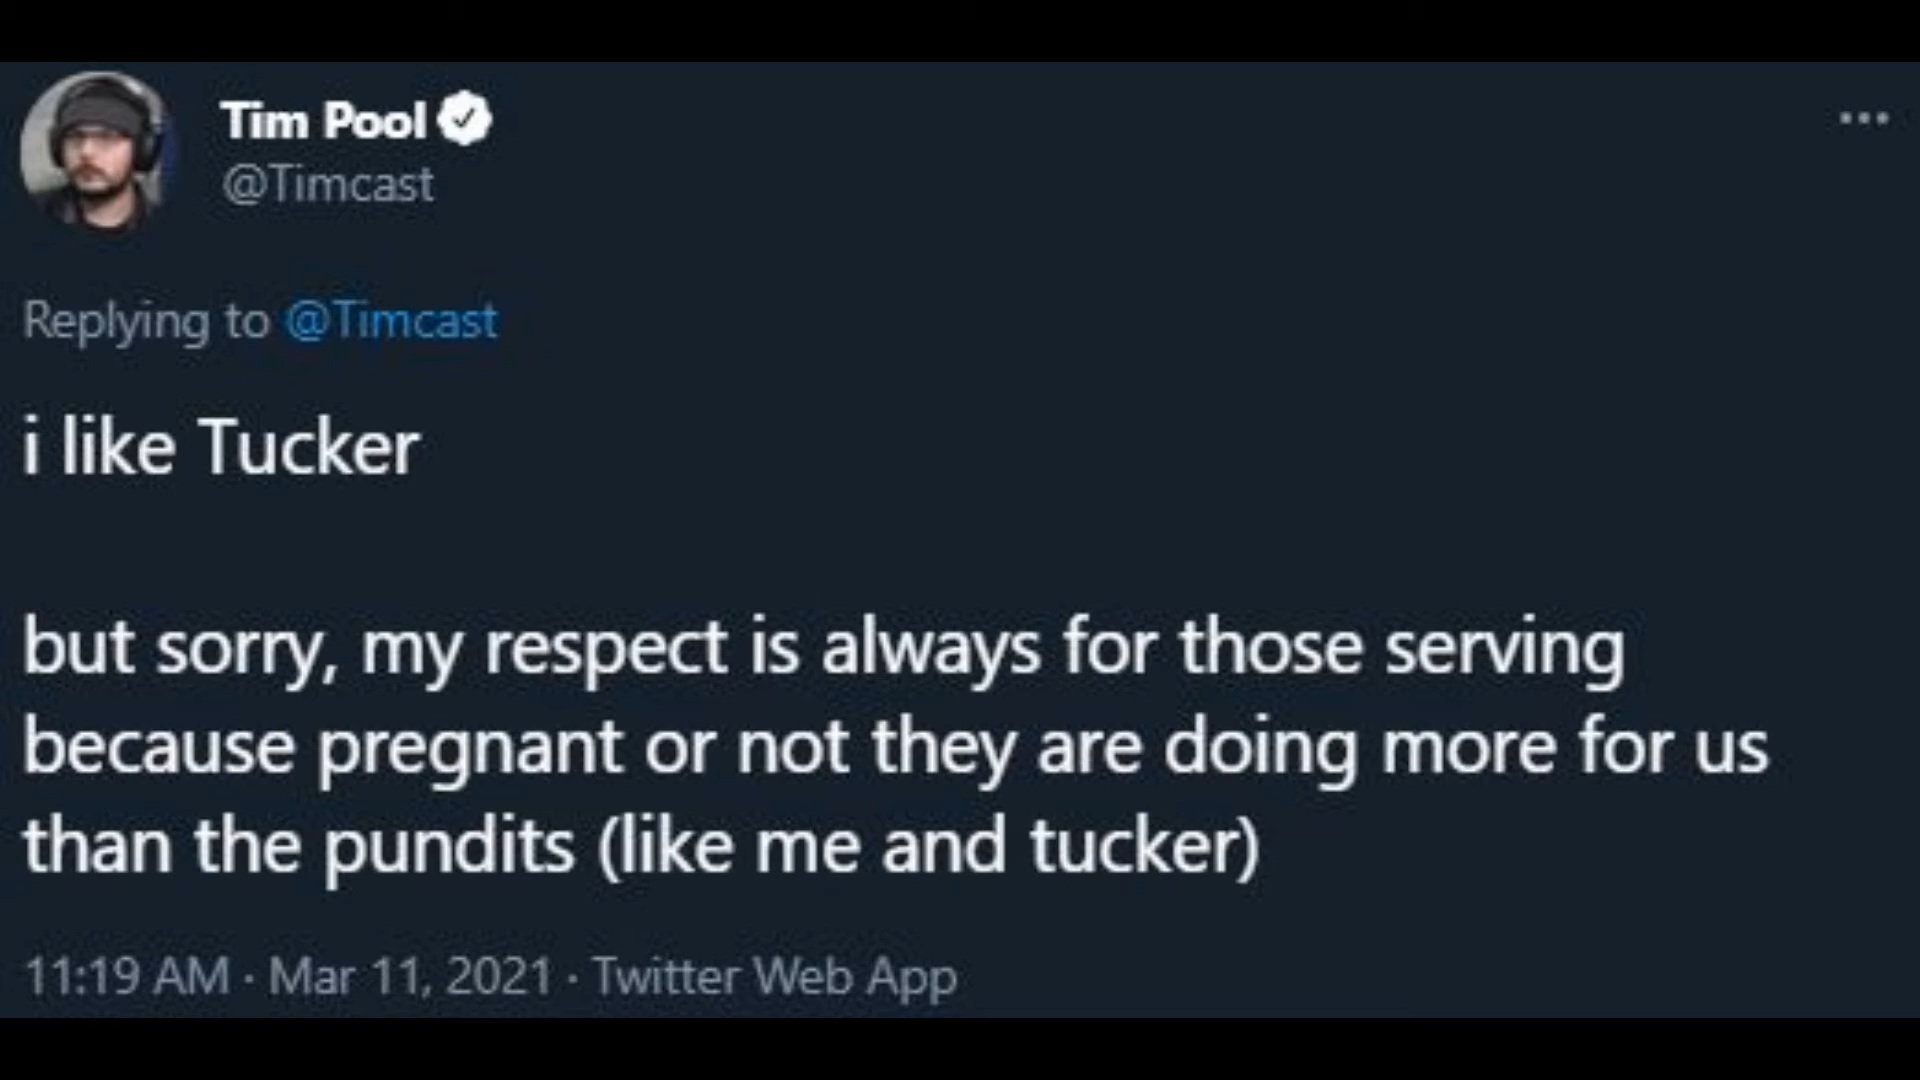 Tim Pool
@Timcast
Replying to @Timcast
i like Tucker
but sorry, my respect is always for those serving
because pregnant or not they are doing more for us
than the pundits (like me and tucker)
11:19 AM · Mar 11, 2021 · Twitter Web App